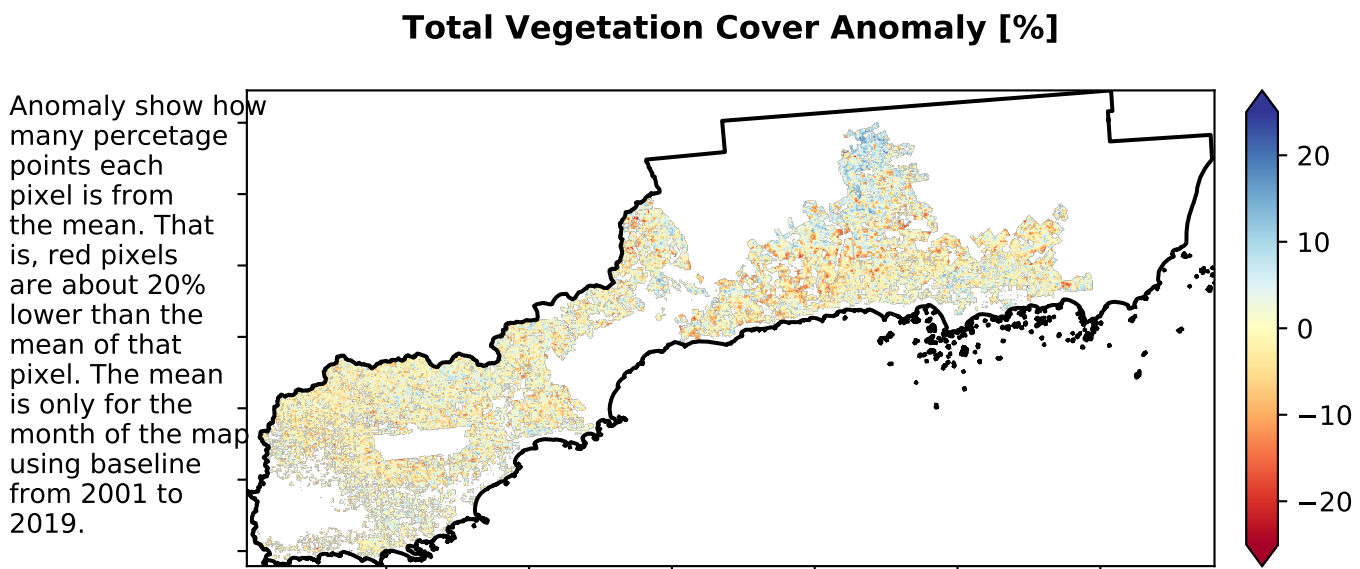 Total Vegetation Cover Anomaly [%]
Anomaly show how
many percetage
points each
pixel is from
the mean. That
is, red pixels
are about 20%
lower than the
mean of that
pixel. The mean
is only for the
month of the map
using baseline
from 2001 to
2019.
20
10
0
−10
−20